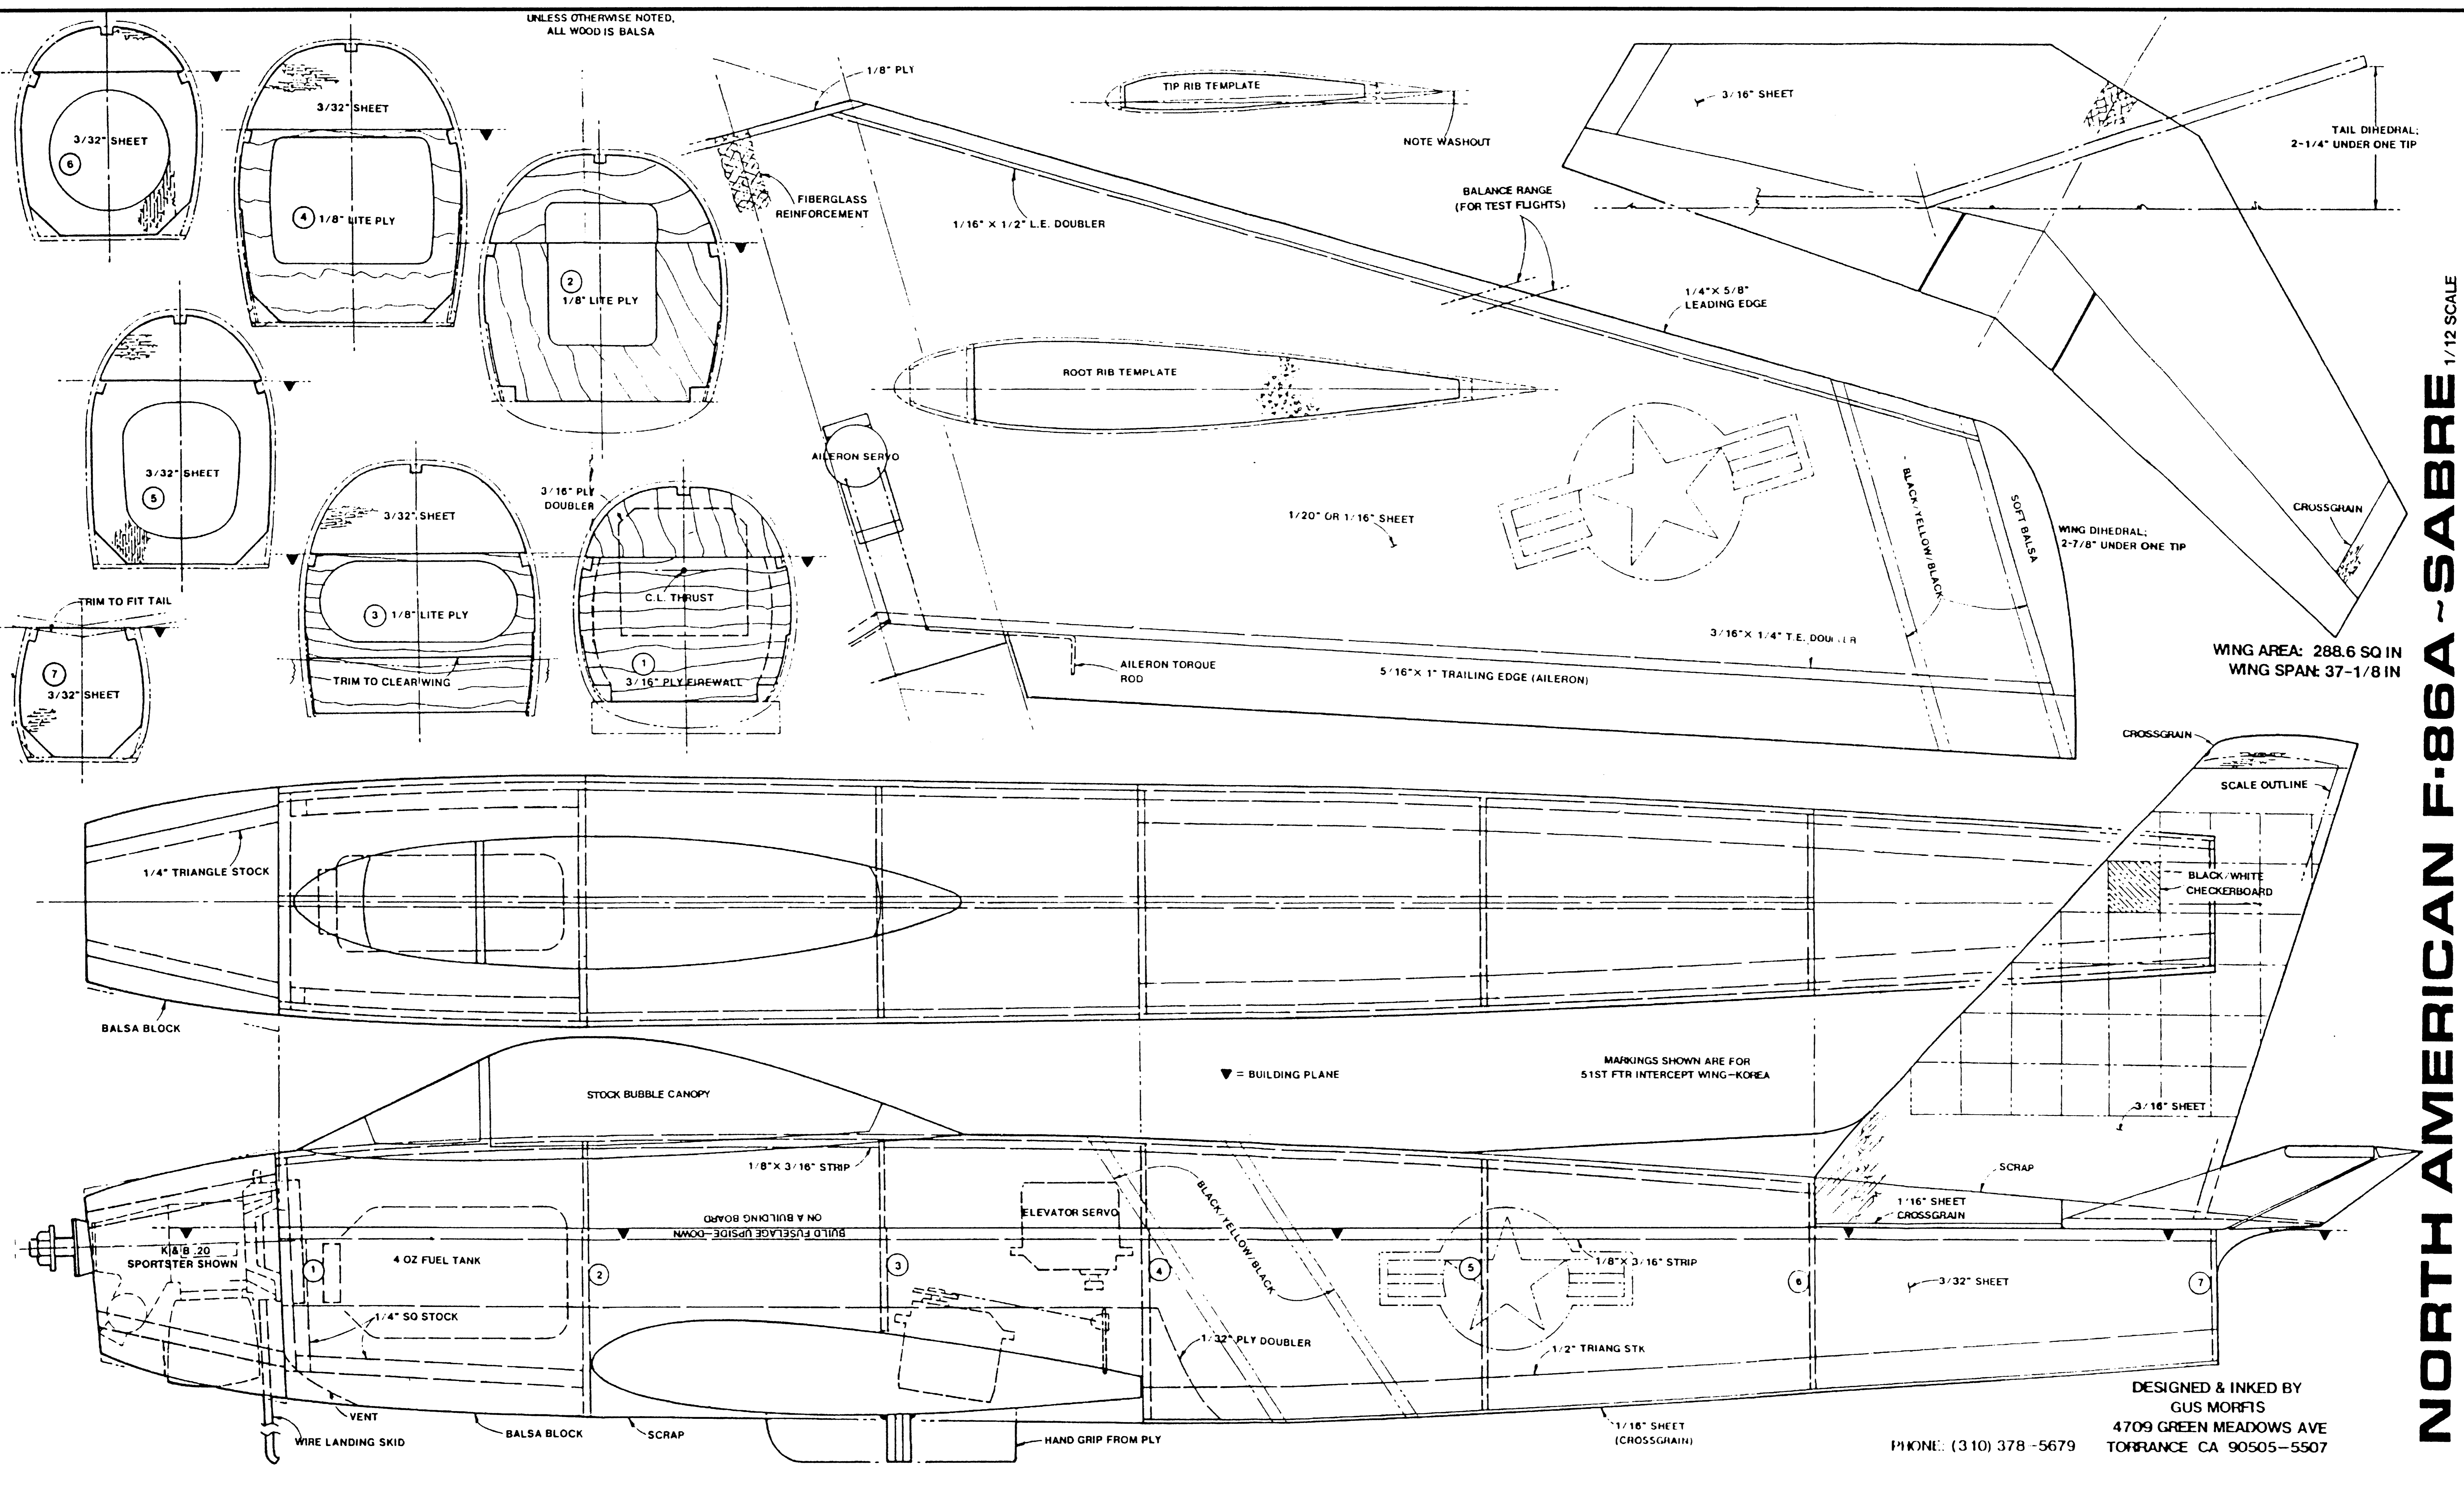 UNLESS OTHERWISE NOTED,
ALL WOOD IS BALSA
3/32" SHEET
6
3/32" SHEET
4
1/8" LITE PLY
2
1/8" LITE PLY
3/32" SHEET
5
3/32" SHEET
3
1/8" LITE PLY
TRIM TO CLEAR WING
3/16" PLY
DOUBLER
C.L. THRUST
1
3/16" PLY FIREWALL
TRIM TO FIT TAIL
7
3/32" SHEET
1/8" PLY
FIBERGLASS
REINFORCEMENT
1/16" X 1/2" L.E. DOUBLER
TIP RIB TEMPLATE
NOTE WASHOUT
BALANCE RANGE
(FOR TEST FLIGHTS)
1/4" X 5/8"
LEADING EDGE
ROOT RIB TEMPLATE
AILERON SERVO
1/20" OR 1/16" SHEET
BLACK/YELLOW/BLACK
SOFT BALSA
WING DIHEDRAL;
2-7/8" UNDER ONE TIP
3/16" X 1/4" T.E. DOUBLER
5/16" X 1" TRAILING EDGE (AILERON)
AILERON TORQUE
ROD
3/16" SHEET
TAIL DIHEDRAL;
2-1/4" UNDER ONE TIP
CROSSGRAIN
WING AREA: 288.6 SQ IN
WING SPAN: 37-1/8 IN
NORTH AMERICAN F-86A~SABRE 1/12 SCALE
1/4" TRIANGLE STOCK
BALSA BLOCK
CROSSGRAIN
SCALE OUTLINE
BLACK/WHITE
CHECKERBOARD
STOCK BUBBLE CANOPY
▼ = BUILDING PLANE
MARKINGS SHOWN ARE FOR
51ST FTR INTERCEPT WING-KOREA
3/16" SHEET
1/8" X 3/16" STRIP
SCRAP
1/16" SHEET
CROSSGRAIN
BUILD FUSELAGE UPSIDE-DOWN
ON A BUILDING BOARD
ELEVATOR SERVO
BLACK/YELLOW/BLACK
K & B .20
SPORTSTER SHOWN
1
4 OZ FUEL TANK
2
3
4
5
1/8" X 3/16" STRIP
6
3/32" SHEET
7
1/4" SQ STOCK
1/32" PLY DOUBLER
1/2" TRIANG STK
VENT
WIRE LANDING SKID
BALSA BLOCK
SCRAP
HAND GRIP FROM PLY
1/16" SHEET
(CROSSGRAIN)
DESIGNED & INKED BY
GUS MORFIS
4709 GREEN MEADOWS AVE
PHONE: (310) 378-5679 TORRANCE CA 90505-5507